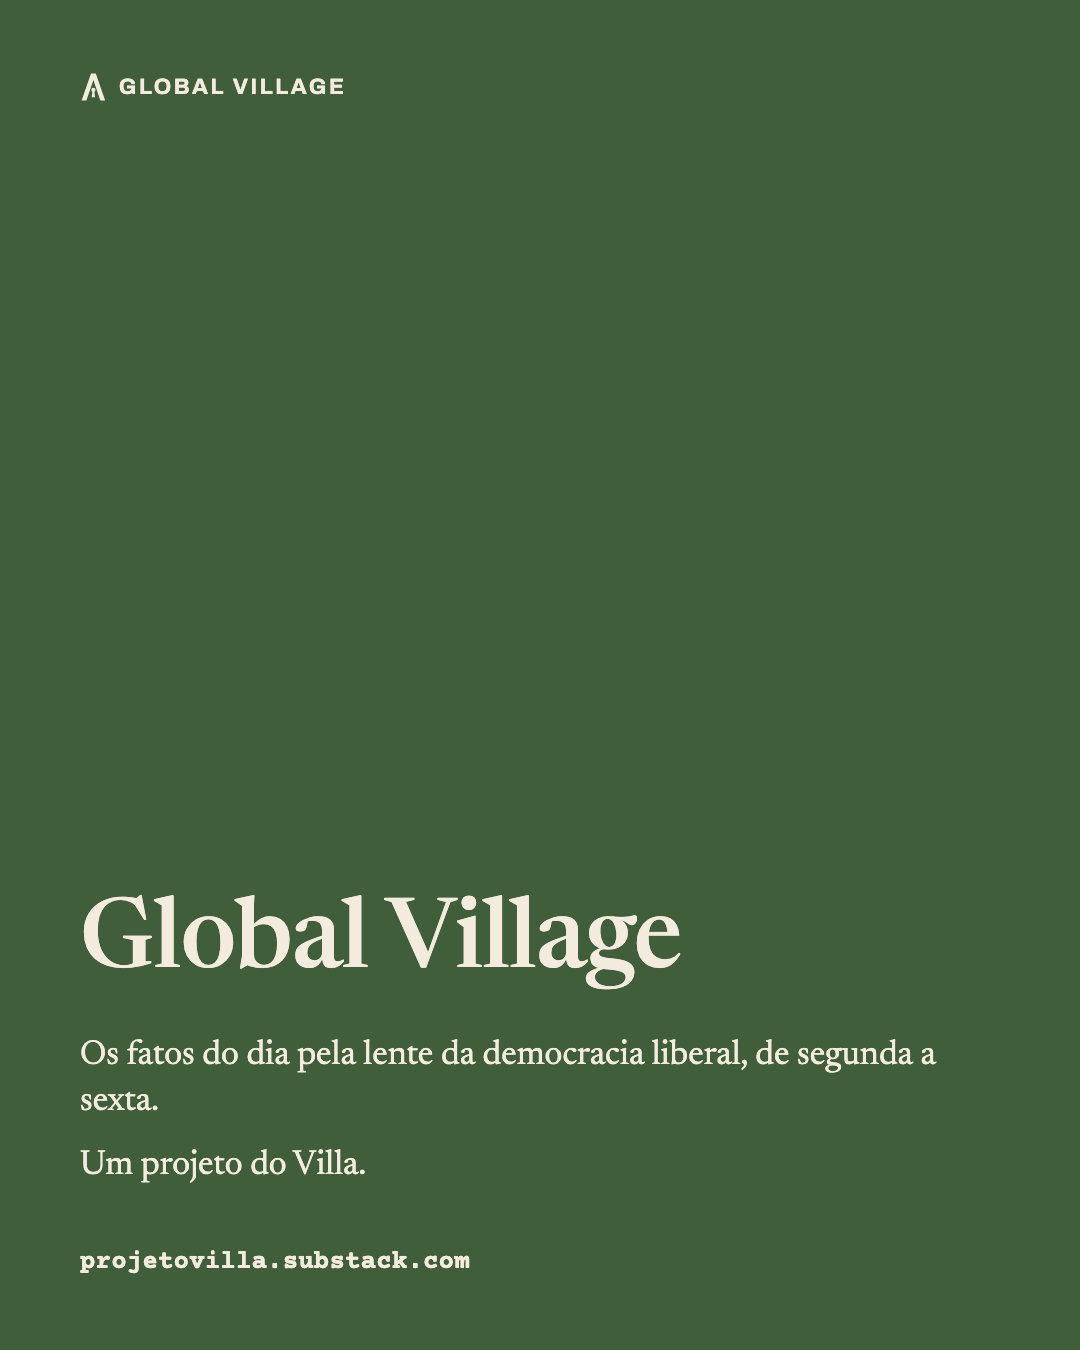 GLOBAL VILLAGE
Global Village
Os fatos do dia pela lente da democracia liberal, de segunda a
sexta.
Um projeto do Villa.
projetovilla.substack.com